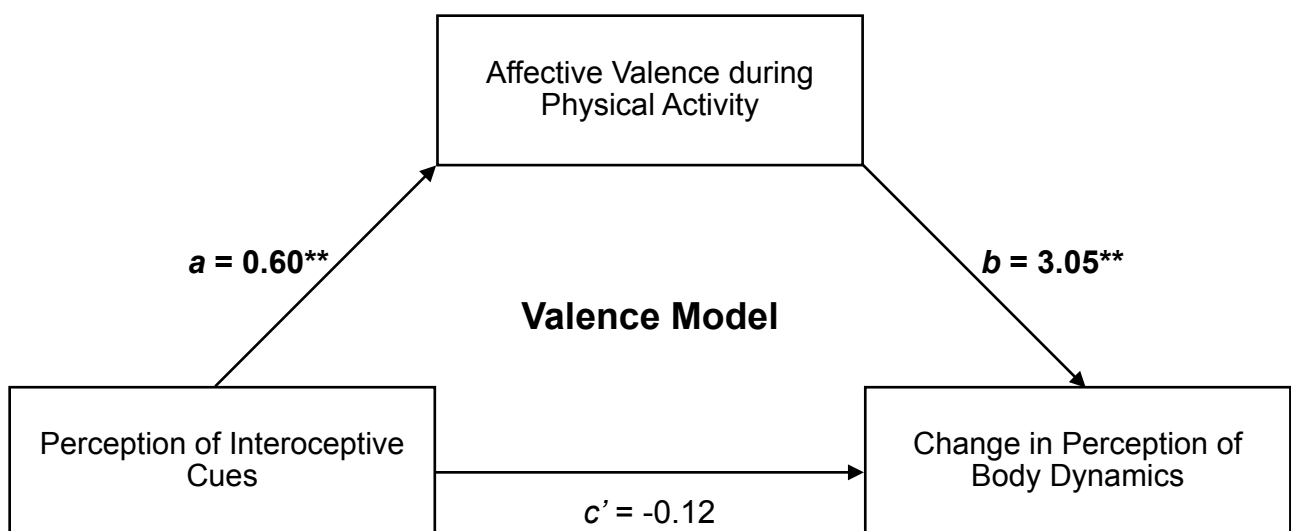 Affective Valence during
Physical Activity
a = 0.60**
b = 3.05**
Valence Model
Perception of Interoceptive
Cues
Change in Perception of
Body Dynamics
c’ = -0.12